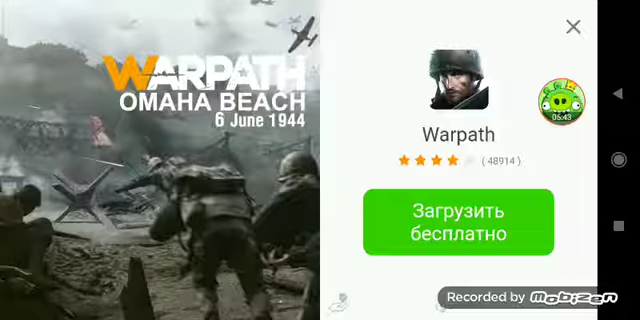 WARPATH
OMAHA BEACH
6 June 1944
05:43
Warpath
( 48914 )
Загрузить
бесплатно
Recorded by Mobizen